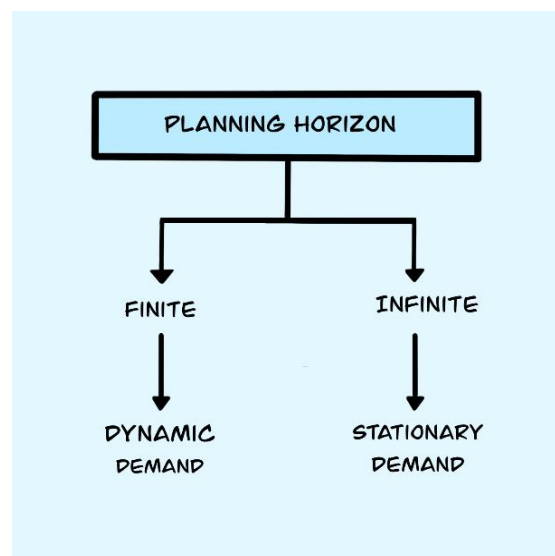 PLANNING HORIZON
FINITE
INFINITE
DYNAMIC
DEMAND
STATIONARY
DEMAND